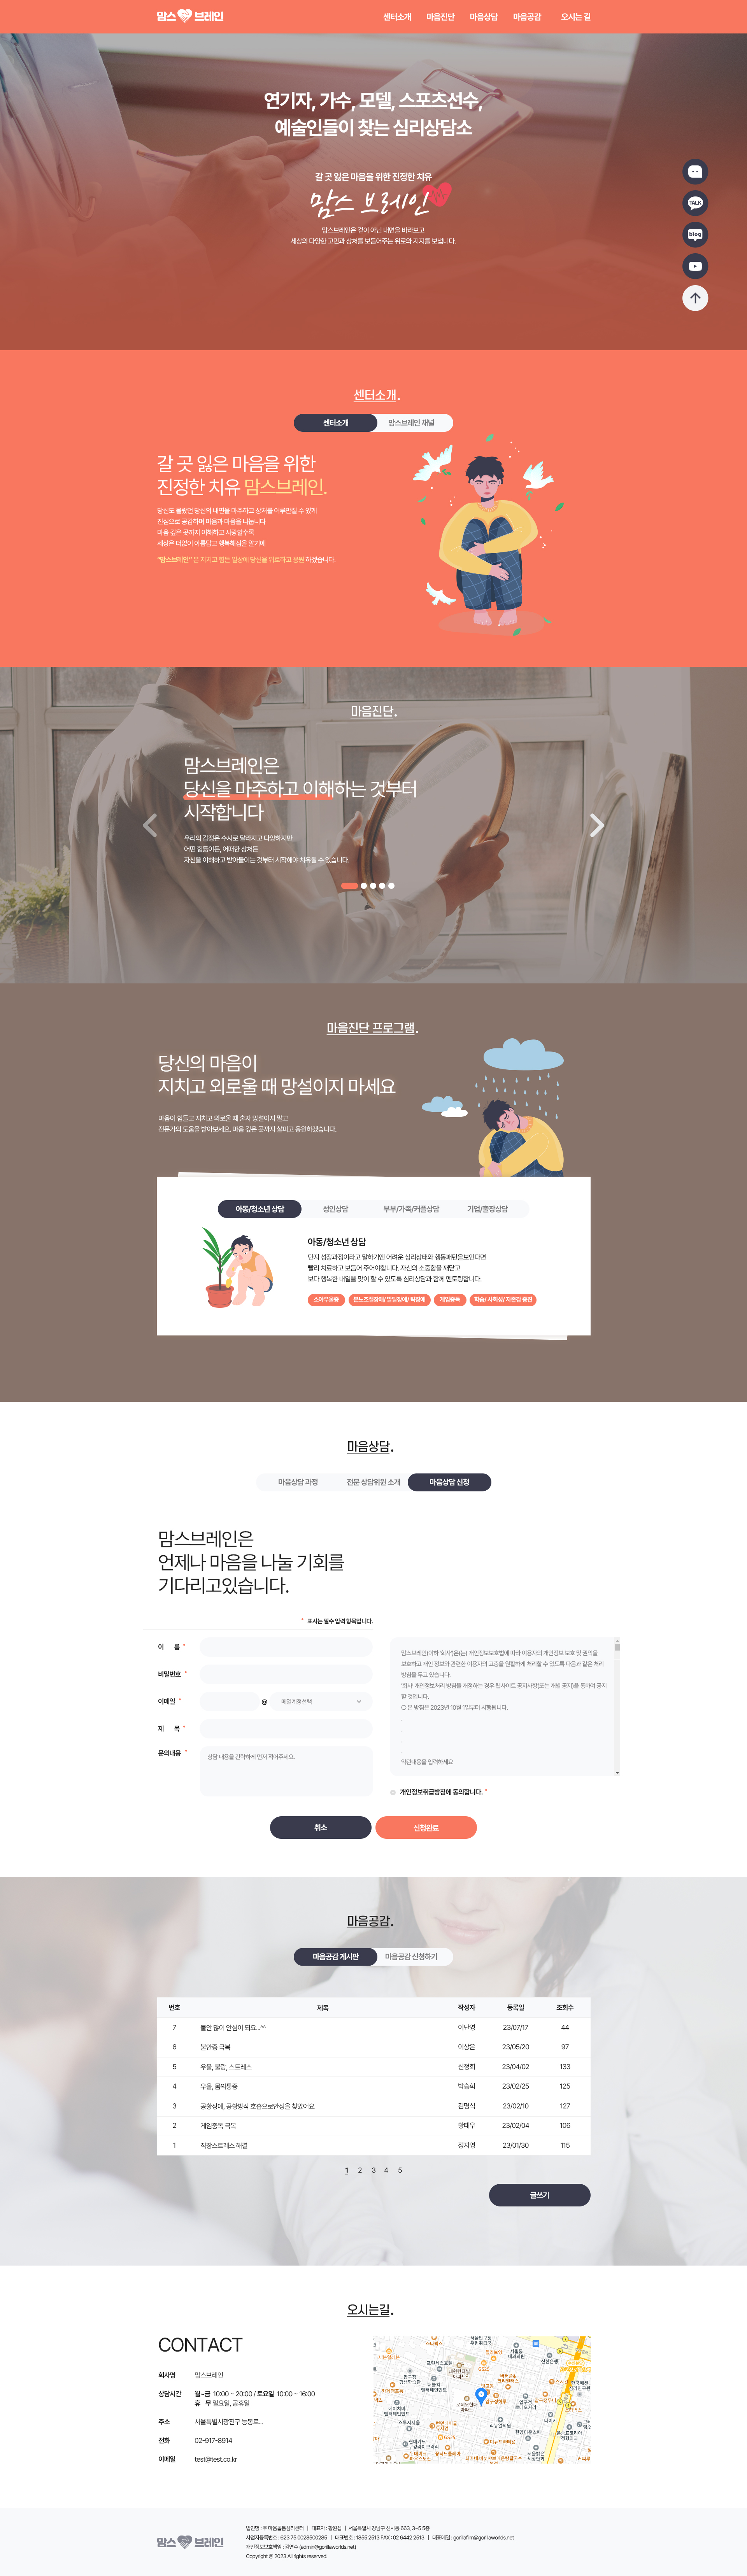 맘스 브레인
센터소개 마음진단 마음상담 마음공감 오시는 길
연기자, 가수, 모델, 스포츠선수,
예술인들이 찾는 심리상담소
갈 곳 잃은 마음을 위한 진정한 치유
맘스 브레인
맘스브레인은 겉이 아닌 내면을 바라보고
세상의 다양한 고민과 상처를 보듬어주는 위로와 지지를 보냅니다.
TALK
blog
센터소개.
센터소개 맘스브레인 채널
갈 곳 잃은 마음을 위한
진정한 치유 맘스브레인.
당신도 몰랐던 당신의 내면을 마주하고 상처를 어루만질 수 있게
진심으로 공감하며 마음과 마음을 나눕니다
마음 깊은 곳까지 이해하고 사랑할수록
세상은 더없이 아름답고 행복해짐을 알기에
"맘스브레인" 은 지치고 힘든 일상에 당신를 위로하고 응원 하겠습니다.
마음진단.
맘스브레인은
당신을 마주하고 이해하는 것부터
시작합니다
우리의 감정은 수시로 달라지고 다양하지만
어떤 힘듦이든, 어떠한 상처든
자신을 이해하고 받아들이는 것부터 시작해야 치유될 수 있습니다.
마음진단 프로그램.
당신의 마음이
지치고 외로울 때 망설이지 마세요
마음이 힘들고 지치고 외로울 때 혼자 망설이지 말고
전문가의 도움을 받아보세요. 마음 깊은 곳까지 살피고 응원하겠습니다.
아동/청소년 상담 성인상담 부부/가족/커플상담 기업/출장상담
아동/청소년 상담
단지 성장과정이라고 말하기엔 어려운 심리상태와 행동패턴을보인다면
빨리 치료하고 보듬어 주어야합니다. 자신의 소중함을 깨닫고
보다 행복한 내일을 맞이 할 수 있도록 심리상담과 함께 멘토링합니다.
소아우울증 분노조절장애/ 발달장애/ 틱장애 게임중독 학습/ 사회성/ 자존감 증진
마음상담.
마음상담 과정 전문 상담위원 소개 마음상담 신청
맘스브레인은
언제나 마음을 나눌 기회를
기다리고있습니다.
* 표시는 필수 입력 항목입니다.
이 름 *
비밀번호 *
이메일 * @ 메일계정선택
제 목 *
문의내용 * 상담 내용을 간략하게 먼저 적어주세요.
맘스브레인(이하 '회사')은(는) 개인정보보호법에 따라 이용자의 개인정보 보호 및 권익을
보호하고 개인 정보와 관련한 이용자의 고충을 원활하게 처리할 수 있도록 다음과 같은 처리
방침을 두고 있습니다.
'회사' 개인정보처리 방침을 개정하는 경우 웹사이트 공지사항(또는 개별 공지)을 통하여 공지
할 것입니다.
○ 본 방침은 2023년 10월 1일부터 시행됩니다.
.
.
.
.
약관내용을 입력하세요
개인정보취급방침에 동의합니다. *
취소 신청완료
마음공감.
마음공감 게시판 마음공감 신청하기
번호 제목 작성자 등록일 조회수
7 불안 많이 안심이 되요...^^ 이난영 23/07/17 44
6 불안증 극복 이상은 23/05/20 97
5 우울, 불량, 스트레스 신정희 23/04/02 133
4 우울, 몸의통증 박승희 23/02/25 125
3 공황장애, 공황방작 호흡으로안정을 찾았어요 김명식 23/02/10 127
2 게임중독 극복 황태우 23/02/04 106
1 직장스트레스 해결 정지영 23/01/30 115
1 2 3 4 5
글쓰기
오시는길.
CONTACT
회사명 맘스브레인
상담시간 월~금 10:00 ~ 20:00 / 토요일 10:00 ~ 16:00
휴 무 일요일, 공휴일
주소 서울특별시광진구 능동로...
전화 02-917-8914
이메일 test@test.co.kr
맘스 브레인
법인명 : 주 마음돌봄심리센터 | 대표자 : 황원섭 | 서울특별시 강남구 신사동 663, 3~5 5층
사업자등록번호 : 623 75 0028500285 | 대표번호 : 1855 2513 FAX : 02 6442 2513 | 대표메일 : gorillafilm@gorillaworlds.net
개인정보보호책임 : 김연수 (admin@gorillaworlds.net)
Copyright @ 2023 All rights reserved.